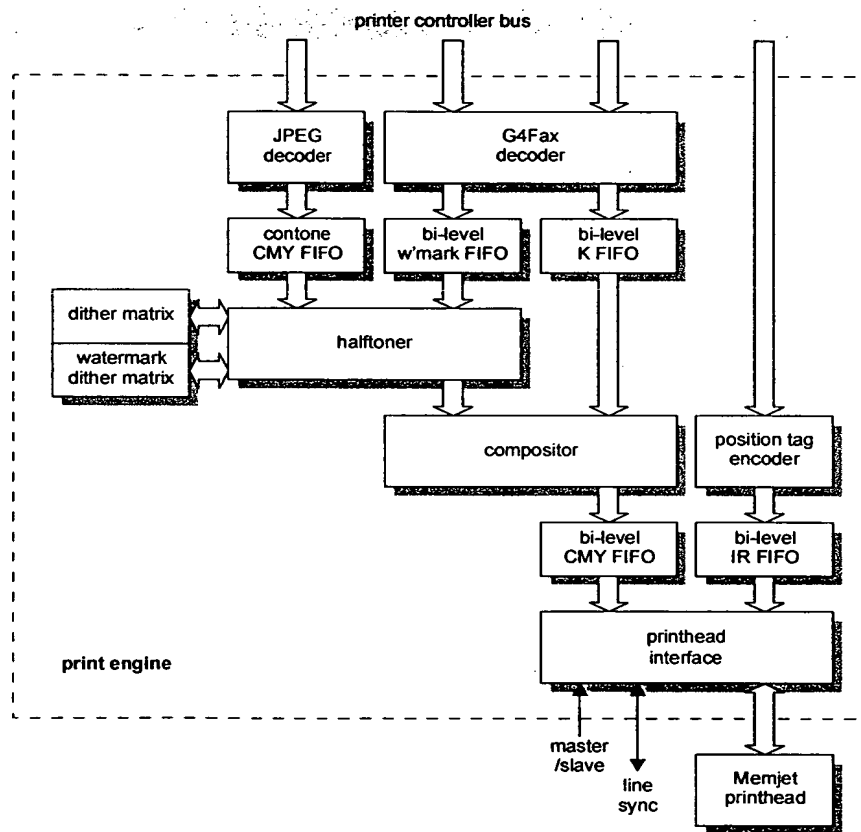 printer controller bus
JPEG
decoder
G4Fax
decoder
contone
CMY FIFO
bi-level
w'mark FIFO
bi-level
K FIFO
dither matrix
watermark
dither matrix
halftoner
compositor
position tag
encoder
bi-level
CMY FIFO
bi-level
IR FIFO
printhead
interface
print engine
master
/slave
line
sync
Memjet
printhead